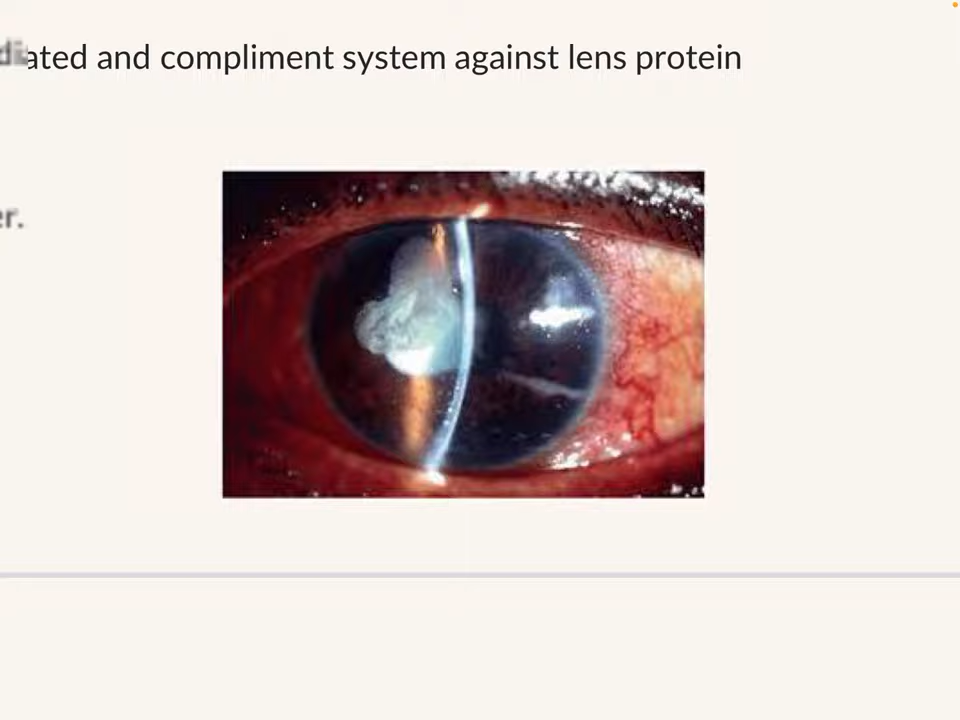 ated and compliment system against lens protein
er.